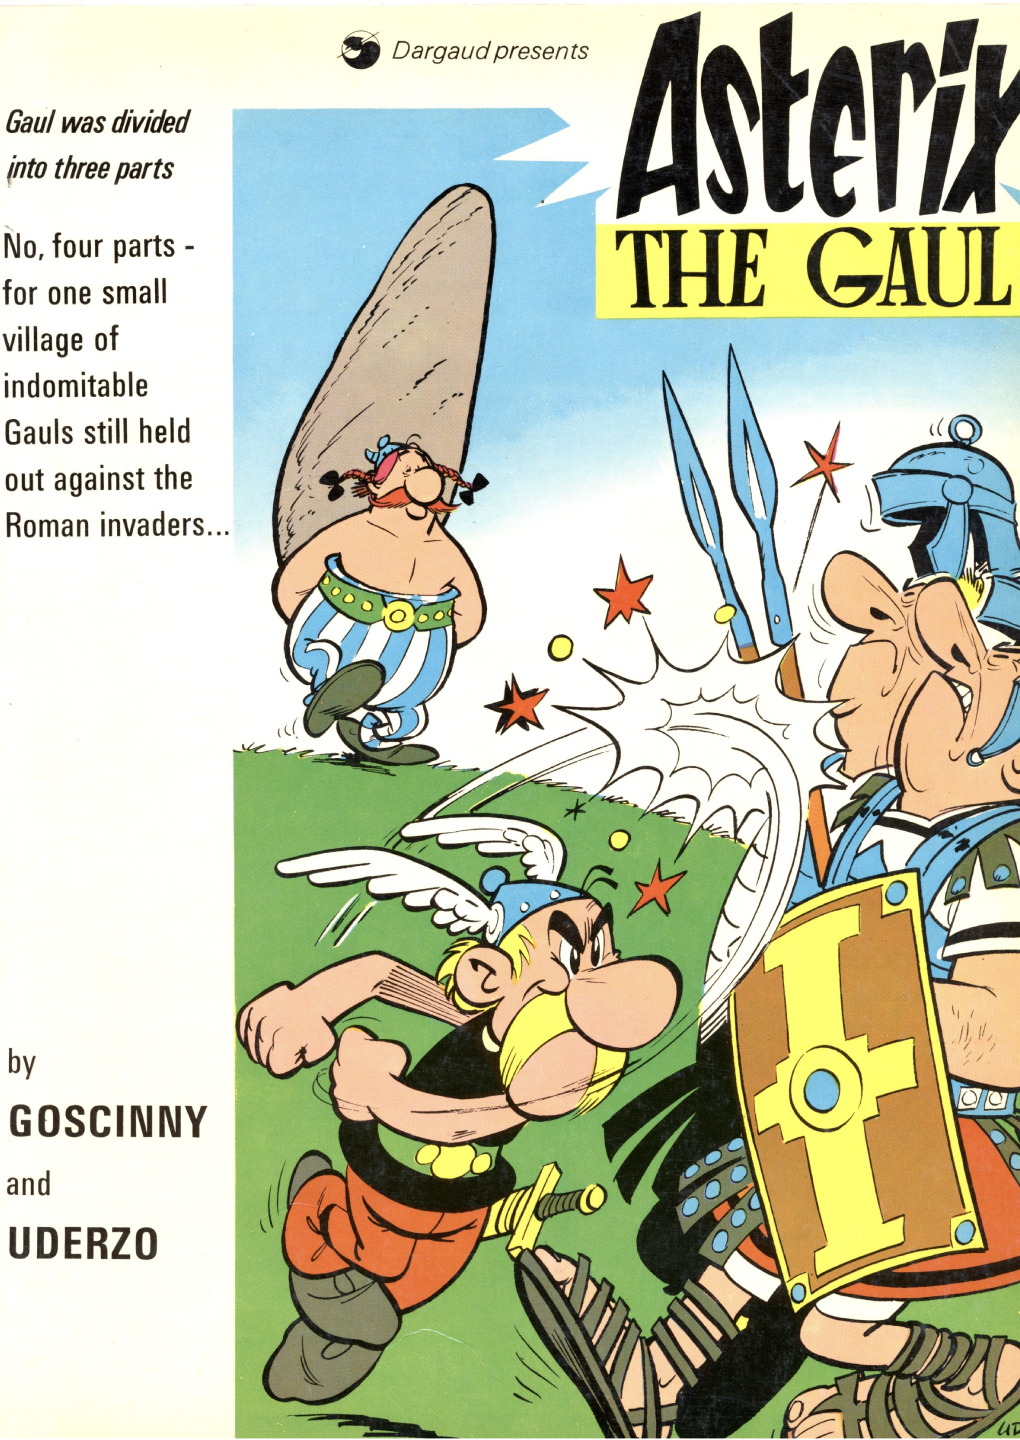 Dargaud presents
Asterix
THE GAUL
Gaul was divided
into three parts
No, four parts -
for one small
village of
indomitable
Gauls still held
out against the
Roman invaders...
by
GOSCINNY
and
UDERZO
UD